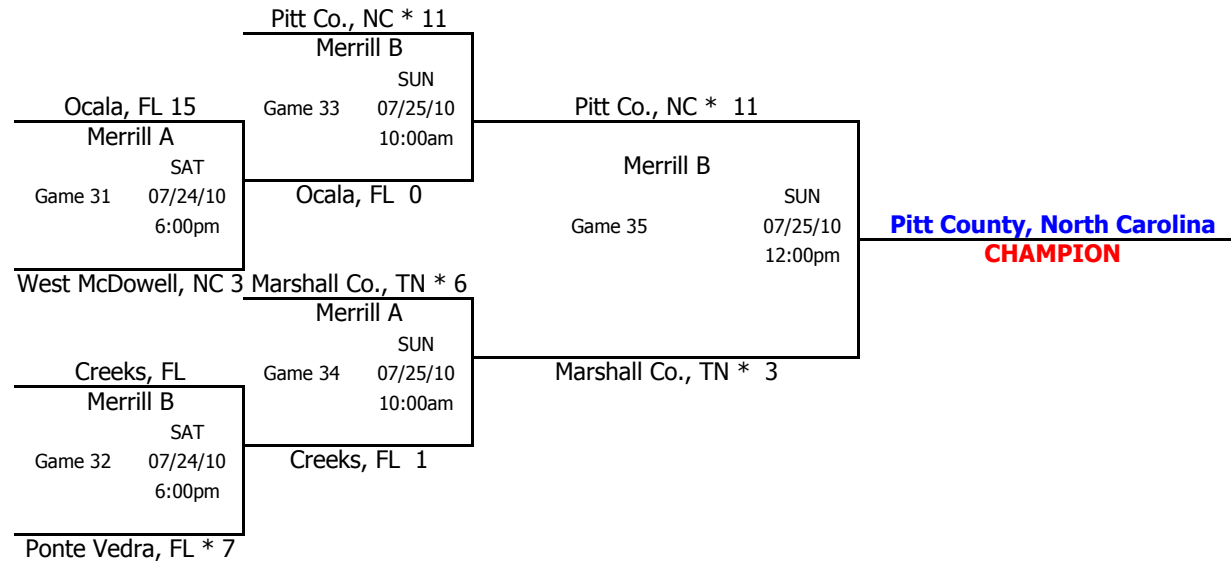 Pitt Co., NC * 11
Merrill B
SUN
Game 33 07/25/10
10:00am
Ocala, FL 15
Merrill A
SAT
Game 31 07/24/10
6:00pm
Ocala, FL 0
West McDowell, NC 3
Pitt Co., NC * 11
Merrill B
SUN
Game 35 07/25/10
12:00pm
Pitt County, North Carolina
CHAMPION
Marshall Co., TN * 6
Merrill A
SUN
Game 34 07/25/10
10:00am
Marshall Co., TN * 3
Creeks, FL
Merrill B
SAT
Game 32 07/24/10
6:00pm
Creeks, FL 1
Ponte Vedra, FL * 7